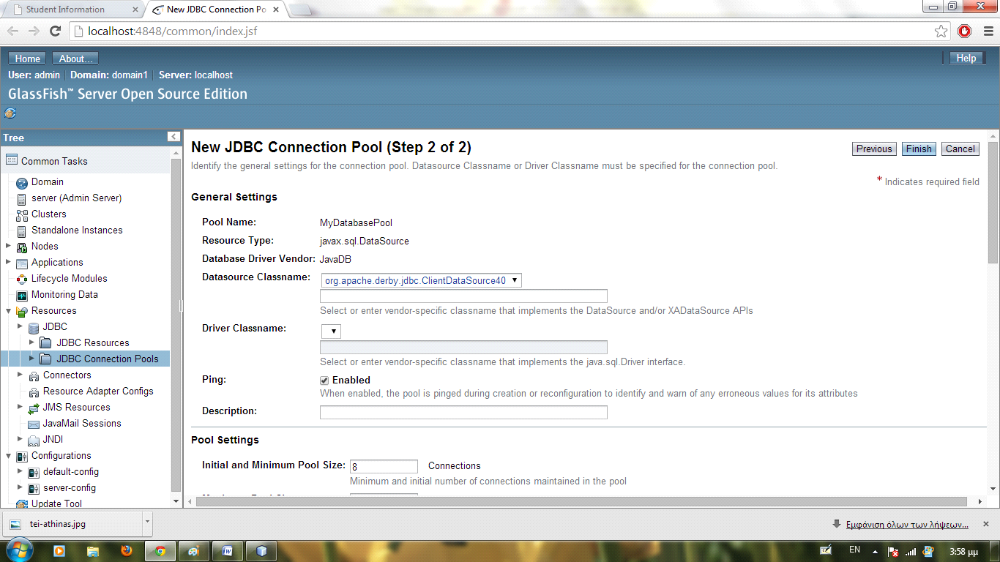 Student Information
New JDBC Connection Po
localhost:4848/common/index.jsf
Home About... Help
User: admin Domain: domain1 Server: localhost
GlassFish™ Server Open Source Edition
Tree
Common Tasks
Domain
server (Admin Server)
Clusters
Standalone Instances
Nodes
Applications
Lifecycle Modules
Monitoring Data
Resources
JDBC
JDBC Resources
JDBC Connection Pools
Connectors
Resource Adapter Configs
JMS Resources
JavaMail Sessions
JNDI
Configurations
default-config
server-config
Update Tool
New JDBC Connection Pool (Step 2 of 2)
Previous Finish Cancel
Identify the general settings for the connection pool. Datasource Classname or Driver Classname must be specified for the connection pool.
* Indicates required field
General Settings
Pool Name: MyDatabasePool
Resource Type: javax.sql.DataSource
Database Driver Vendor: JavaDB
Datasource Classname: org.apache.derby.jdbc.ClientDataSource40
Select or enter vendor-specific classname that implements the DataSource and/or XADataSource APIs
Driver Classname:
Select or enter vendor-specific classname that implements the java.sql.Driver interface.
Ping: Enabled
When enabled, the pool is pinged during creation or reconfiguration to identify and warn of any erroneous values for its attributes
Description:
Pool Settings
Initial and Minimum Pool Size: 8 Connections
Minimum and initial number of connections maintained in the pool
tei-athinas.jpg
Εμφάνιση όλων των λήψεων...
EN
3:58 μμ